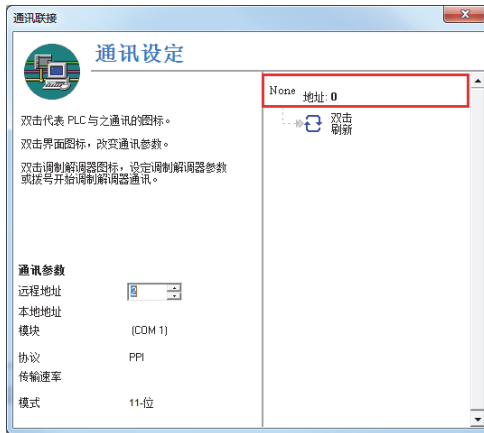 通讯联接
通讯设定
双击代表 PLC 与之通讯的图标。
双击界面图标，改变通讯参数。
双击调制解调器图标，设定调制解调器参数
或拨号开始调制解调器通讯。
通讯参数
远程地址 2
本地地址
模块 (COM 1)
协议 PPI
传输速率
模式 11-位
None 地址: 0
双击
刷新